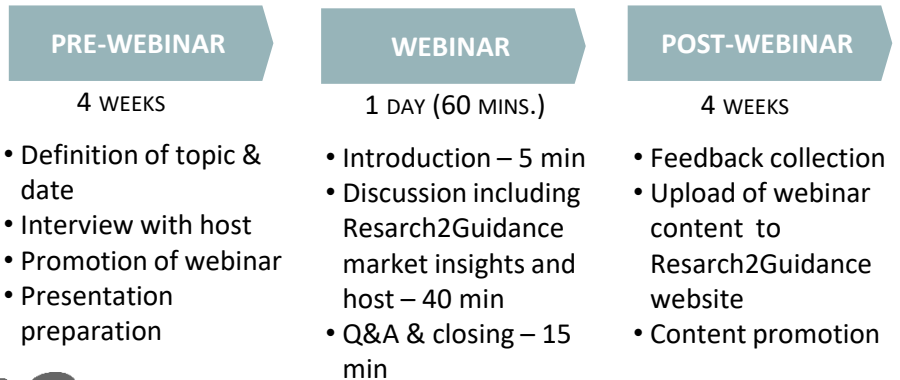 PRE-WEBINAR
4 WEEKS
• Definition of topic &
date
• Interview with host
• Promotion of webinar
• Presentation
preparation
WEBINAR
1 DAY (60 MINS.)
• Introduction – 5 min
• Discussion including
Resarch2Guidance
market insights and
host – 40 min
• Q&A & closing – 15
min
POST-WEBINAR
4 WEEKS
• Feedback collection
• Upload of webinar
content to
Resarch2Guidance
website
• Content promotion